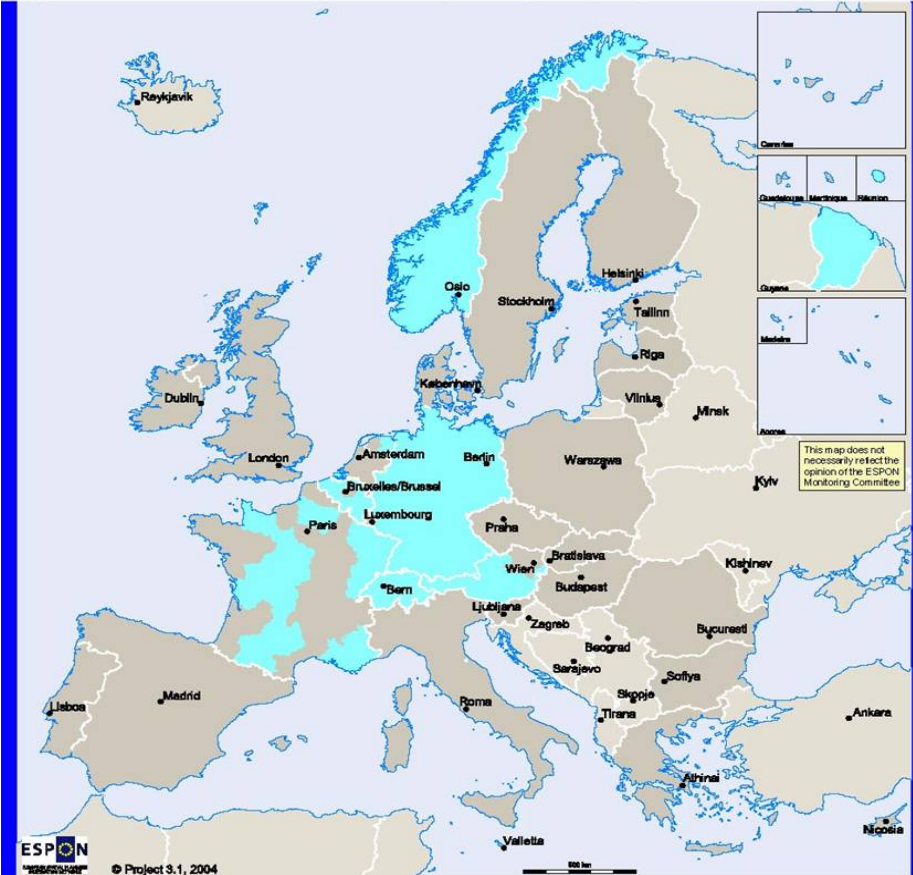 Reykjavik
Canarias
Guadeloupe
Martinique
Réunion
Guyane
Oslo
Helsinki
Stockholm
Tallinn
Madeira
Riga
København
Vilnius
Dublin
Minsk
Açores
London
Amsterdam
Berlin
Warszawa
This map does not
necessarily reflect the
opinion of the ESPON
Monitoring Committee
Bruxelles/Brussel
Kyiv
Luxembourg
Paris
Praha
Bratislava
Wien
Kishinev
Bern
Budapest
Ljubljana
Zagreb
Bucuresti
Beograd
Sarajevo
Sofiya
Madrid
Skopje
Lisboa
Roma
Tirana
Ankara
Athinai
Nicosia
Valletta
ESPON
© Project 3.1, 2004
500 km